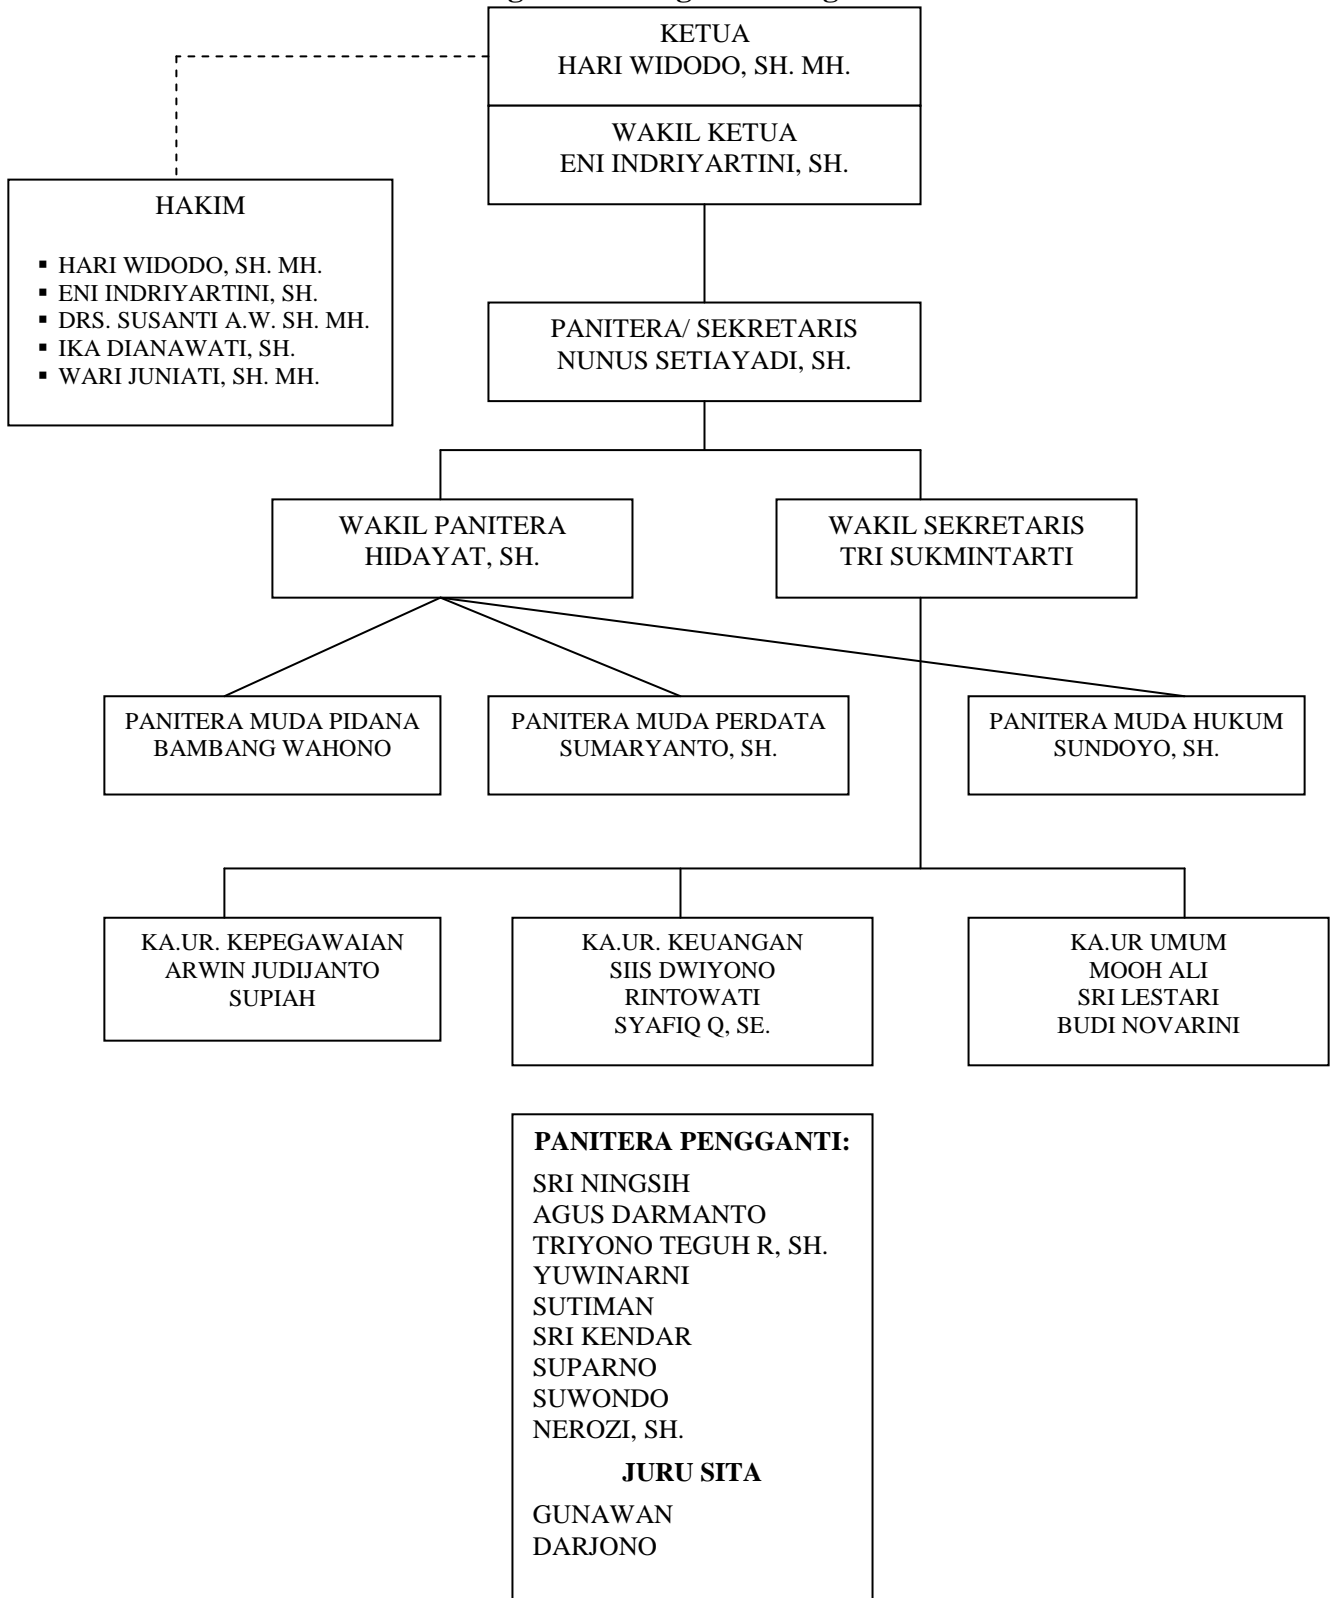 KETUA
HARI WIDODO, SH. MH.
WAKIL KETUA
ENI INDRIYARTINI, SH.
HAKIM
▪ HARI WIDODO, SH. MH.
▪ ENI INDRIYARTINI, SH.
▪ DRS. SUSANTI A.W. SH. MH.
▪ IKA DIANAWATI, SH.
▪ WARI JUNIATI, SH. MH.
PANITERA/ SEKRETARIS
NUNUS SETIAYADI, SH.
WAKIL PANITERA
HIDAYAT, SH.
WAKIL SEKRETARIS
TRI SUKMINTARTI
PANITERA MUDA PIDANA
BAMBANG WAHONO
PANITERA MUDA PERDATA
SUMARYANTO, SH.
PANITERA MUDA HUKUM
SUNDOYO, SH.
KA.UR. KEPEGAWAIAN
ARWIN JUDIJANTO
SUPIAH
KA.UR. KEUANGAN
SIIS DWIYONO
RINTOWATI
SYAFIQ Q, SE.
KA.UR UMUM
MOOH ALI
SRI LESTARI
BUDI NOVARINI
PANITERA PENGGANTI:
SRI NINGSIH
AGUS DARMANTO
TRIYONO TEGUH R, SH.
YUWINARNI
SUTIMAN
SRI KENDAR
SUPARNO
SUWONDO
NEROZI, SH.
JURU SITA
GUNAWAN
DARJONO